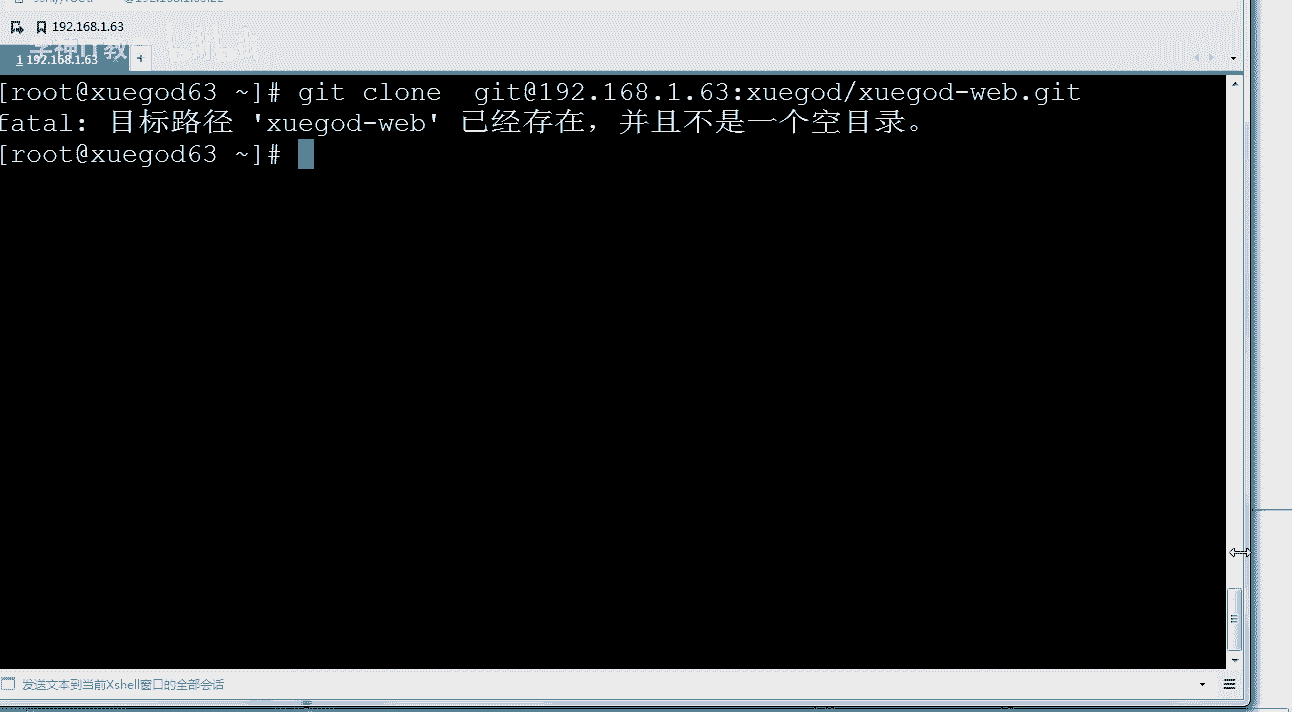 192.168.1.63
1 192.168.1.63
+
[root@xuegod63 ~]# git clone  git@192.168.1.63:xuegod/xuegod-web.git
fatal: 目标路径 'xuegod-web' 已经存在，并且不是一个空目录。
[root@xuegod63 ~]#
发送文本到当前Xshell窗口的全部会话